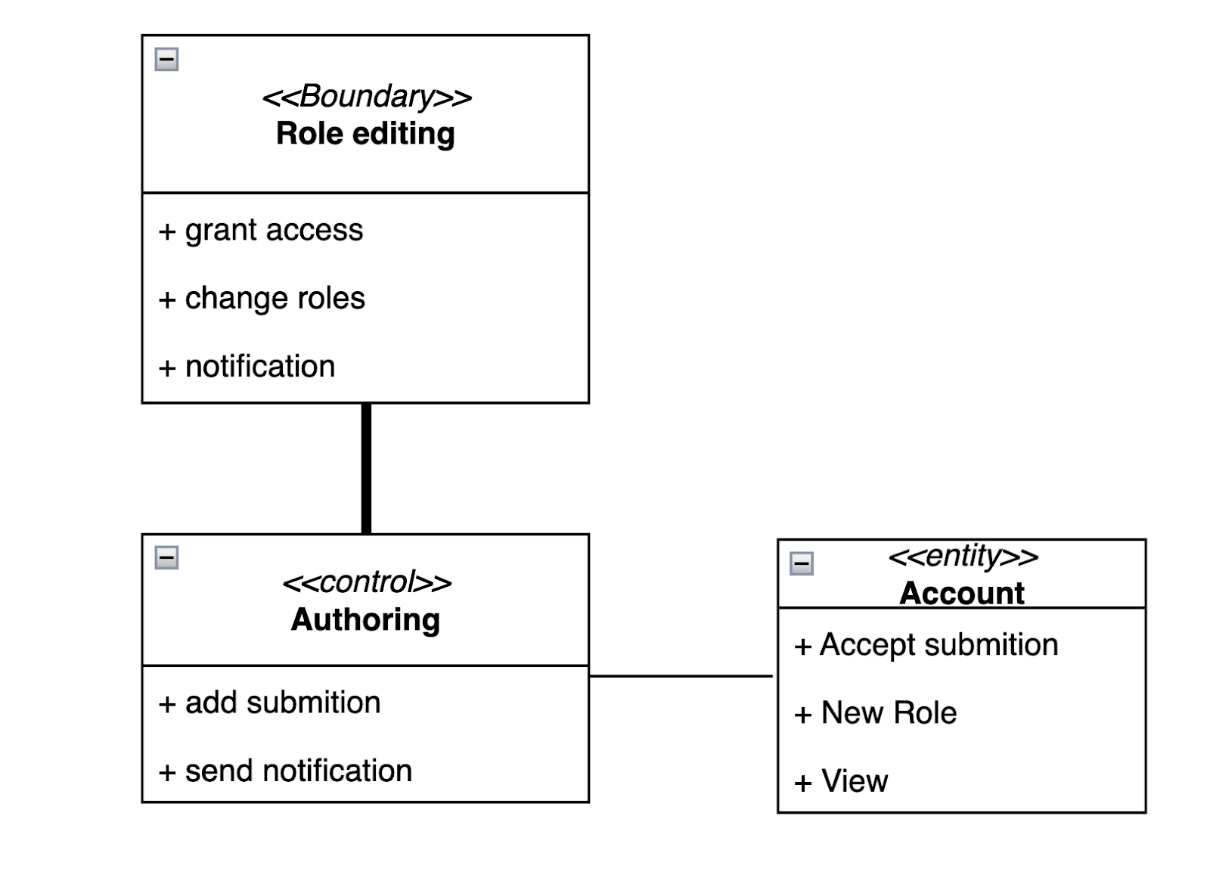 <<Boundary>>
Role editing
+ grant access
+ change roles
+ notification
<<control>>
Authoring
+ add submition
+ send notification
<<entity>>
Account
+ Accept submition
+ New Role
+ View